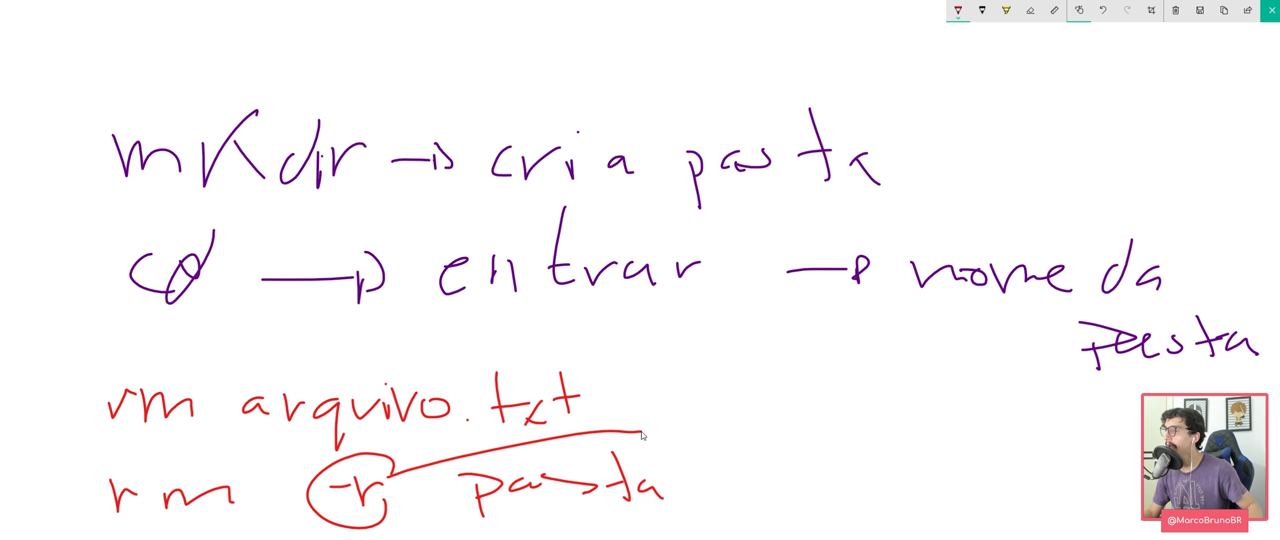 mkdir → cria pasta
cd → entrar → nome da
pasta
rm arquivo.txt
rm -r pasta
@MarcoBrunoBR